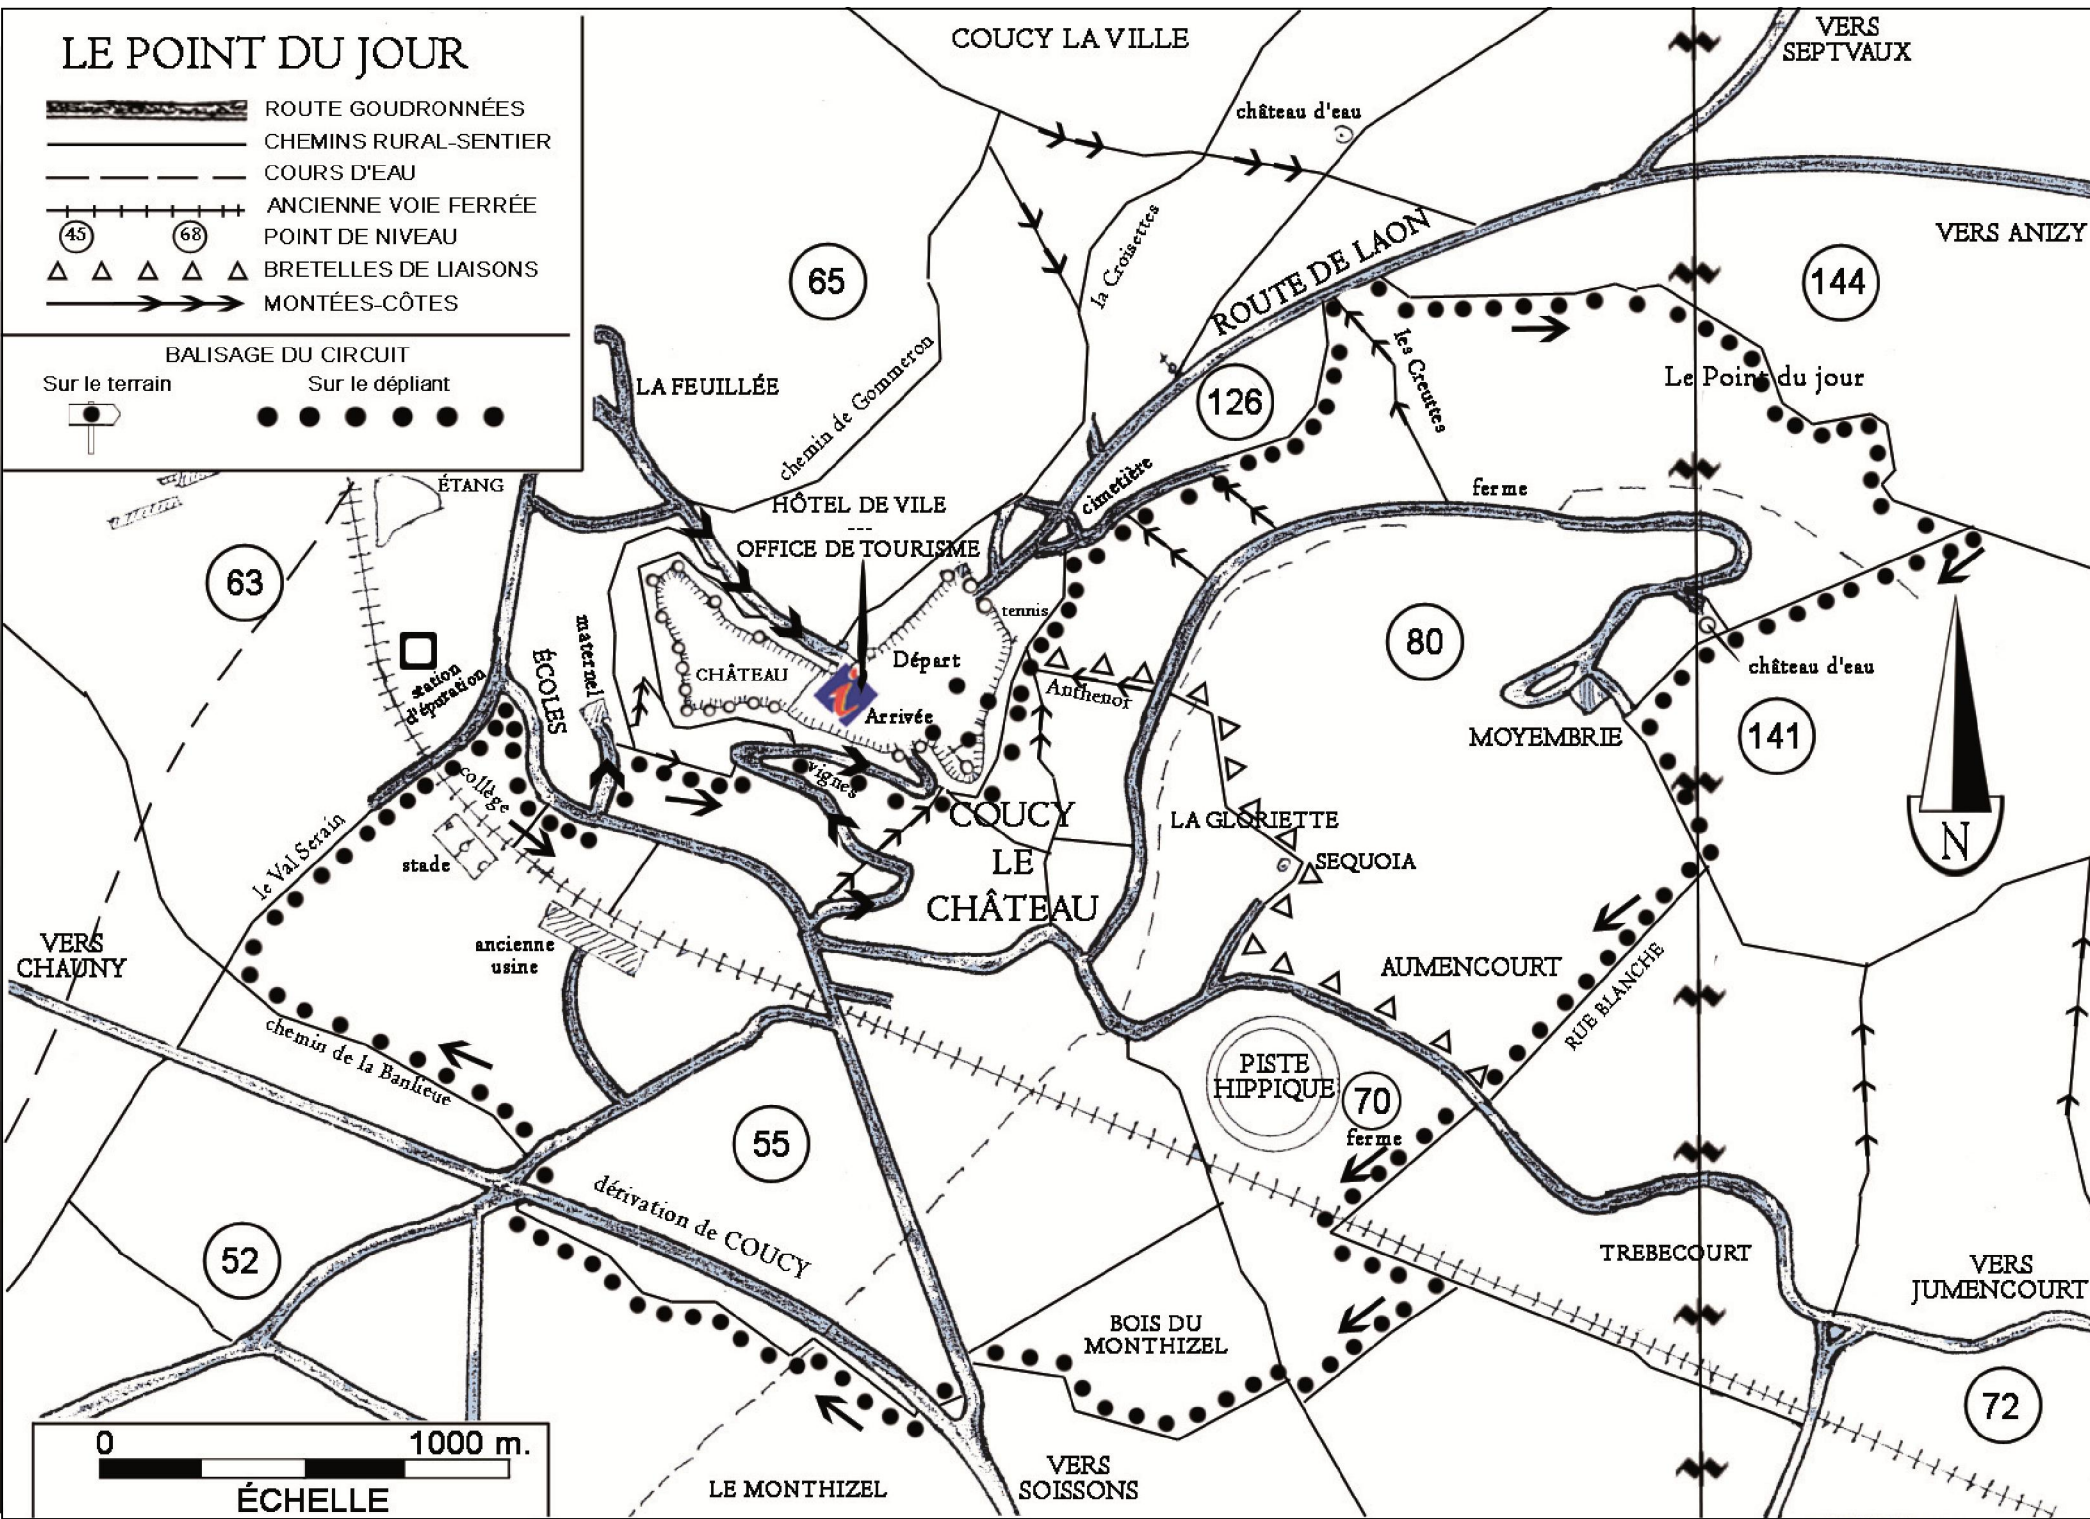 LE POINT DU JOUR
ROUTE GOUDRONNÉES
CHEMINS RURAL-SENTIER
COURS D'EAU
ANCIENNE VOIE FERRÉE
45
68
POINT DE NIVEAU
BRETELLES DE LIAISONS
MONTÉES-CÔTES
BALISAGE DU CIRCUIT
Sur le terrain
Sur le dépliant
COUCY LA VILLE
VERS
SEPTVAUX
château d'eau
VERS ANIZY
la Croisettes
ROUTE DE LAON
65
144
LA FEUILLÉE
chemin de Gommeron
126
les Creuttes
Le Point du jour
ÉTANG
HÔTEL DE VILE
---
OFFICE DE TOURISME
cimetière
ferme
63
station
d'épuration
ÉCOLES
maternel
CHÂTEAU
i
Départ
Arrivée
tennis
Anthenor
80
château d'eau
MOYEMBRIE
141
collège
vignes
stade
le Val Serain
COUCY
LE
CHÂTEAU
LA GLORIETTE
SEQUOIA
N
VERS
CHAUNY
ancienne
usine
AUMENCOURT
RUE BLANCHE
chemin de la Banlieue
PISTE
HIPPIQUE
70
ferme
55
dérivation de COUCY
52
TREBECOURT
VERS
JUMENCOURT
BOIS DU
MONTHIZEL
72
0
1000 m.
ÉCHELLE
LE MONTHIZEL
VERS
SOISSONS